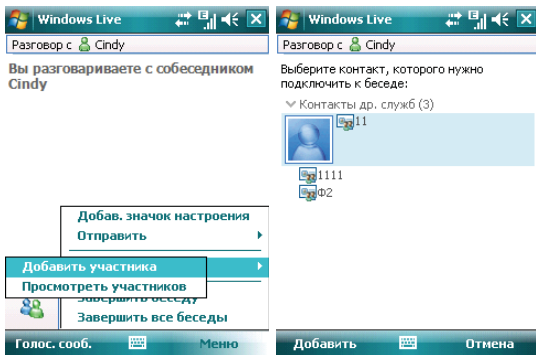 Windows Live
Разговор с Cindy
Вы разговариваете с собеседником
Cindy
Добав. значок настроения
Отправить
Добавить участника
Просмотреть участников
Завершить беседу
Завершить все беседы
Голос. сооб.
Меню
Windows Live
Разговор с Cindy
Выберите контакт, которого нужно
подключить к беседе:
Контакты др. служб (3)
11
1111
Ф2
Добавить
Отмена